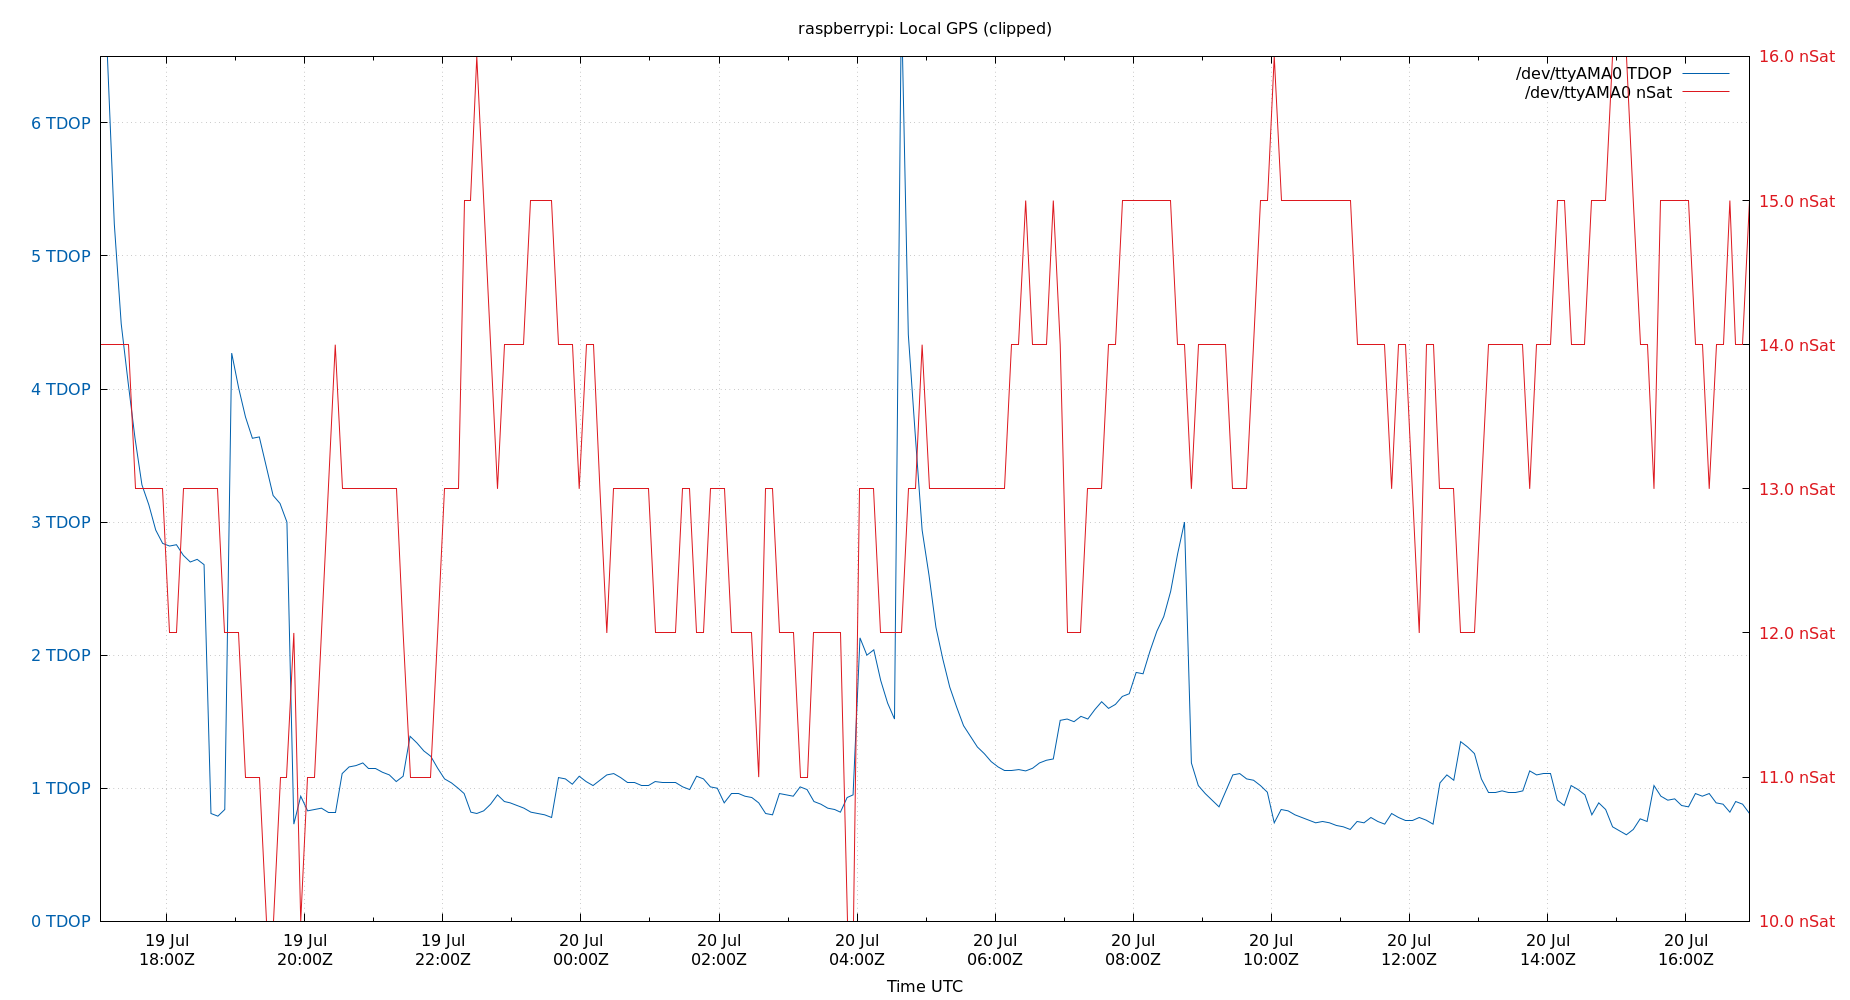 raspberrypi: Local GPS (clipped)
16.0 nSat
/dev/ttyAMA0 TDOP
/dev/ttyAMA0 nSat
6 TDOP
15.0 nSat
5 TDOP
14.0 nSat
4 TDOP
13.0 nSat
3 TDOP
12.0 nSat
2 TDOP
11.0 nSat
1 TDOP
0 TDOP
10.0 nSat
19 Jul 19 Jul 19 Jul 20 Jul 20 Jul 20 Jul 20 Jul 20 Jul 20 Jul 20 Jul 20 Jul 20 Jul
18:00Z 20:00Z 22:00Z 00:00Z 02:00Z 04:00Z 06:00Z 08:00Z 10:00Z 12:00Z 14:00Z 16:00Z
Time UTC